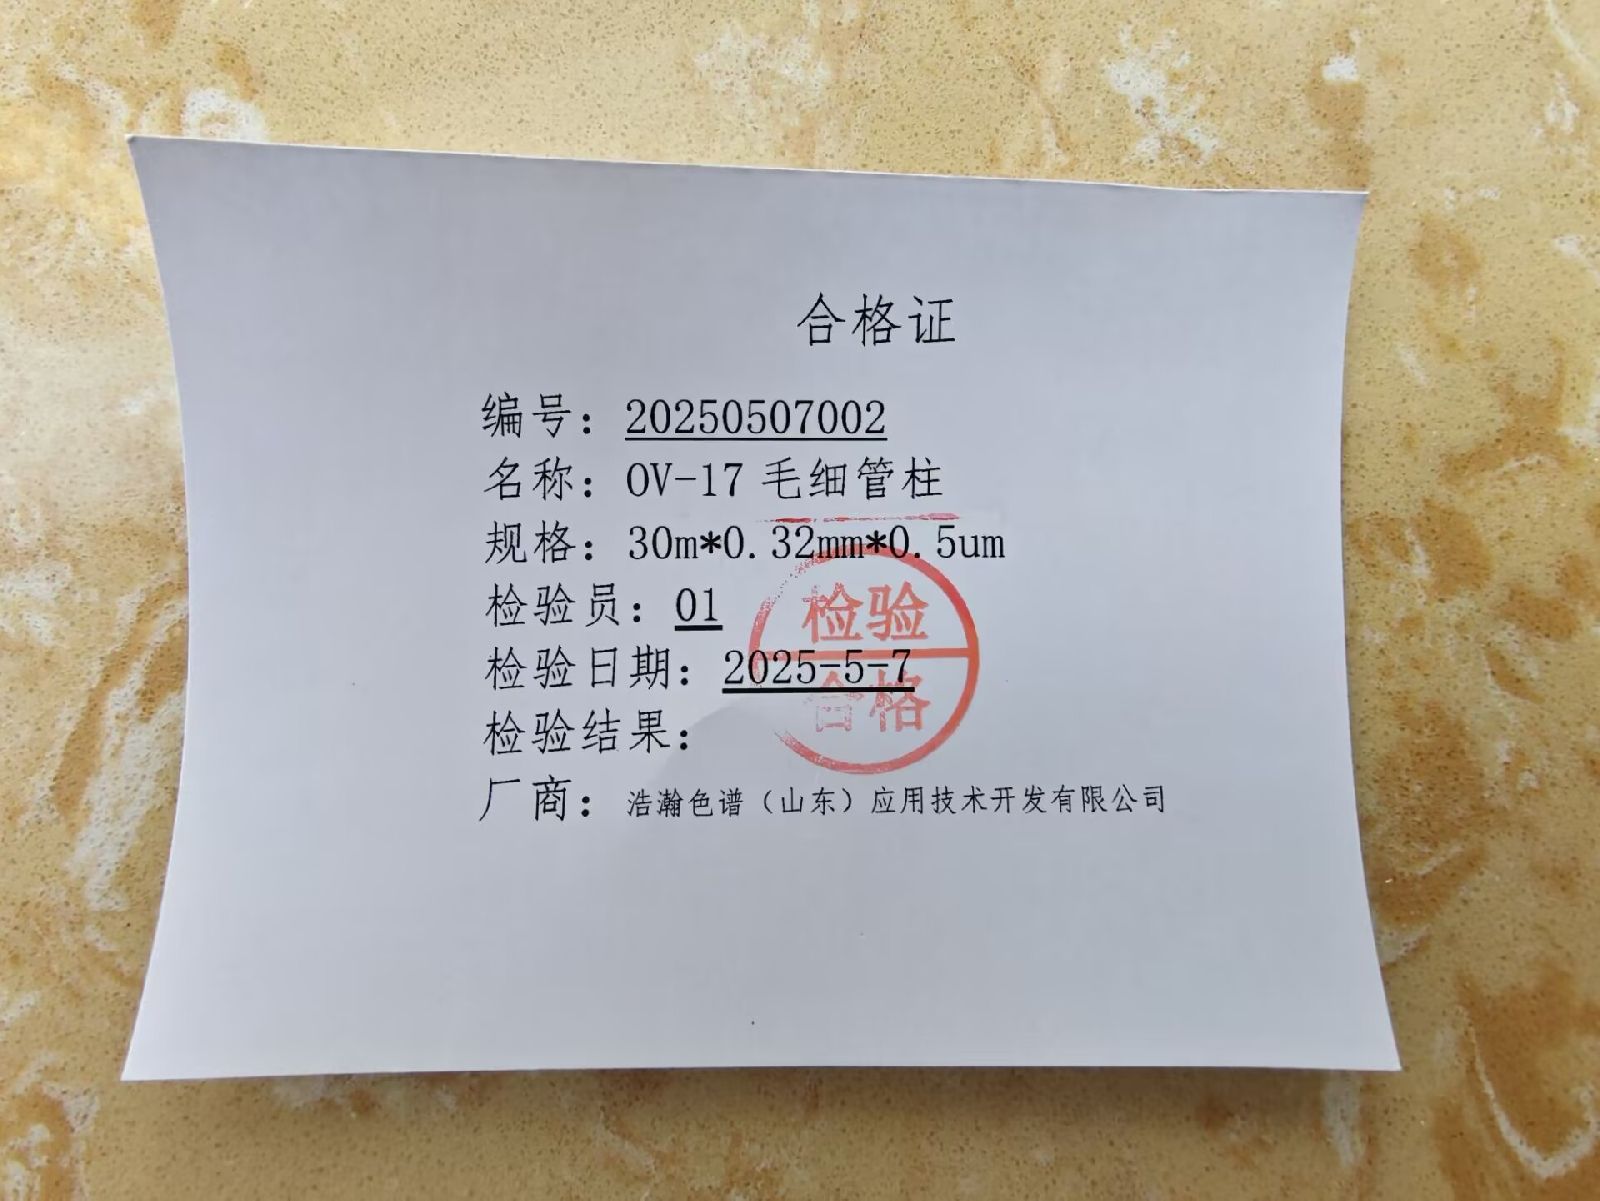 合格证
编号：20250507002
名称：OV-17 毛细管柱
规格：30m*0.32mm*0.5um
检验员：01
检验日期：2025-5-7
检验结果：
检验
合格
厂商：浩瀚色谱（山东）应用技术开发有限公司